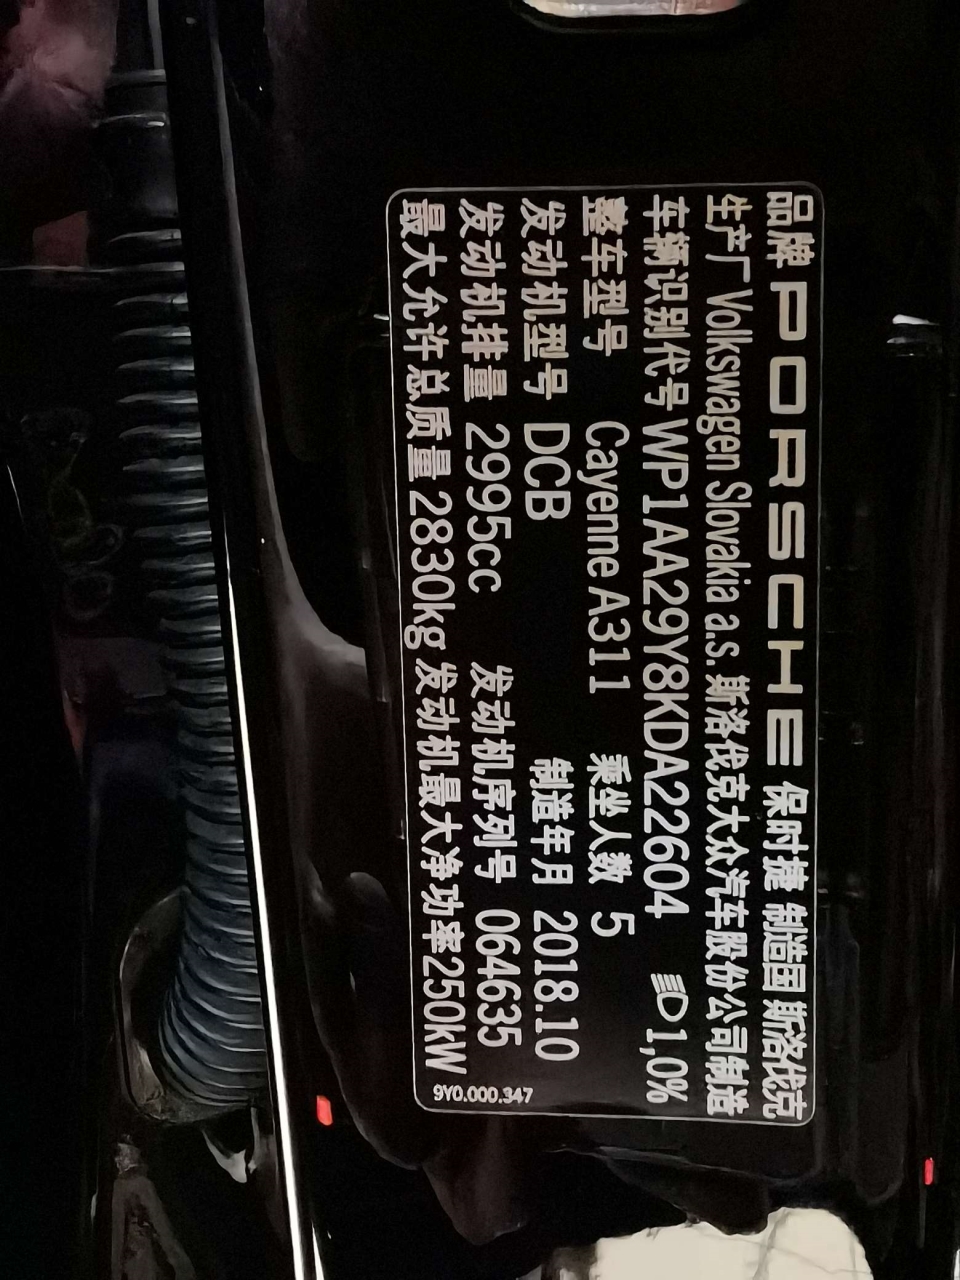 品牌 PORSCHE 保时捷 制造国 斯洛伐克
生产厂 Volkswagen Slovakia a.s. 斯洛伐克大众汽车股份公司制造
车辆识别代号 WP1AA29Y8KDA22604 1,0%
整车型号 Cayenne A311 乘坐人数 5
发动机型号 DCB 制造年月 2018.10
发动机排量 2995cc 发动机序列号 064635
最大允许总质量 2830kg 发动机最大净功率250kW
9Y0.000.347